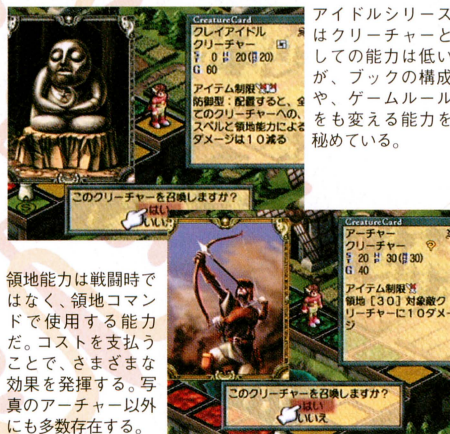 CreatureCard
クレイアイドル
クリーチャー
0 20(20)
G 60
アイテム制限
防御型：配置すると、全
てのクリーチャーへの、
スペルと領地能力による
ダメージは１０減る
このクリーチャーを召喚しますか？
はい
いいえ
アイドルシリーズ
はクリーチャーと
しての能力は低い
が、ブックの構成
や、ゲームルール
をも変える能力を
秘めている。
CreatureCard
アーチャー
クリーチャー
20 30(30)
G 40
アイテム制限
領地［30］対象敵ク
リーチャーに１０ダメー
ジ
このクリーチャーを召喚しますか？
はい
いいえ
領地能力は戦闘時で
はなく、領地コマン
ドで使用する能力
だ。コストを支払う
ことで、さまざまな
効果を発揮する。写
真のアーチャー以外
にも多数存在する。